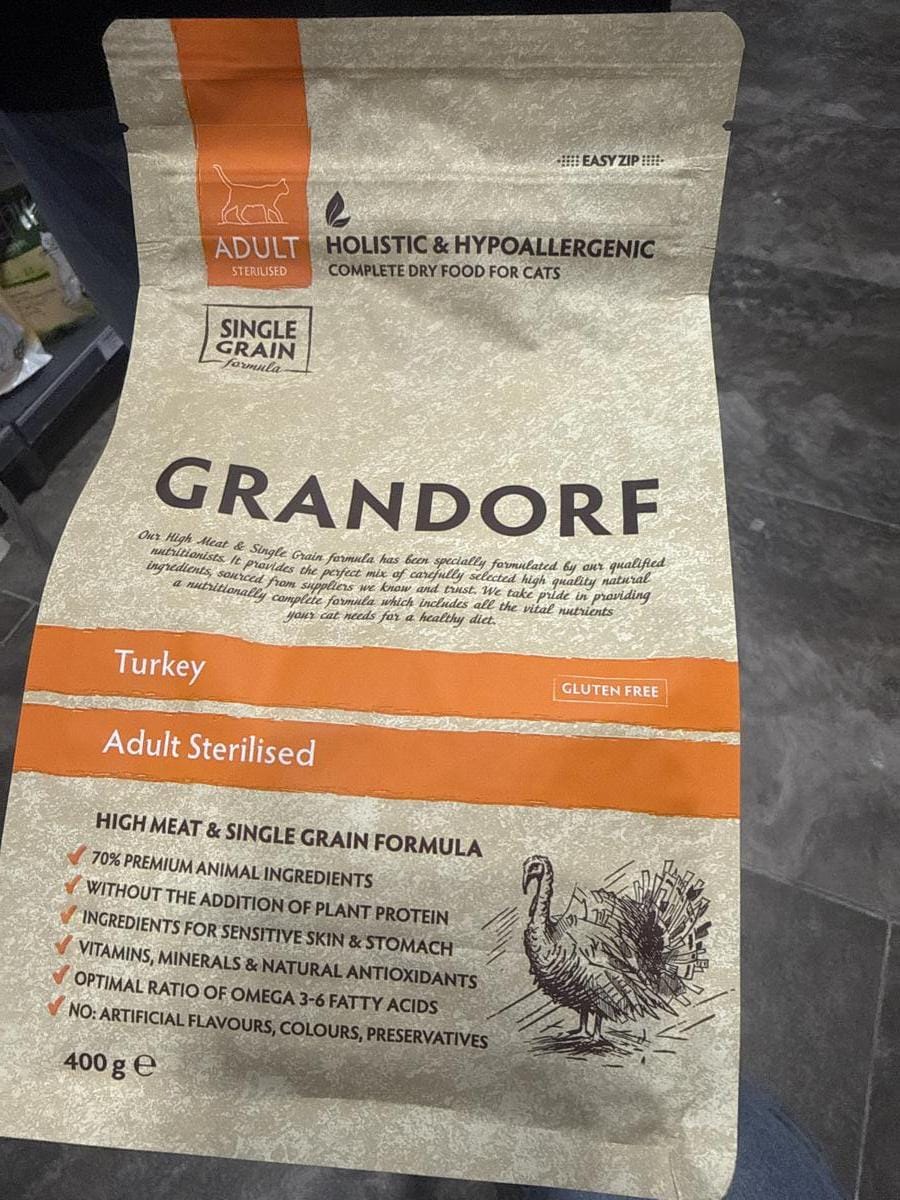 EASY ZIP
ADULT
STERILISED
HOLISTIC & HYPOALLERGENIC
COMPLETE DRY FOOD FOR CATS
SINGLE
GRAIN
formula
GRANDORF
Our High Meat & Single Grain formula has been specially formulated by our qualified
nutritionists. It provides the perfect mix of carefully selected high quality natural
ingredients, sourced from suppliers we know and trust. We take pride in providing
a nutritionally complete formula which includes all the vital nutrients
your cat needs for a healthy diet.
Turkey
GLUTEN FREE
Adult Sterilised
HIGH MEAT & SINGLE GRAIN FORMULA
70% PREMIUM ANIMAL INGREDIENTS
WITHOUT THE ADDITION OF PLANT PROTEIN
INGREDIENTS FOR SENSITIVE SKIN & STOMACH
VITAMINS, MINERALS & NATURAL ANTIOXIDANTS
OPTIMAL RATIO OF OMEGA 3-6 FATTY ACIDS
NO: ARTIFICIAL FLAVOURS, COLOURS, PRESERVATIVES
400 g ℮